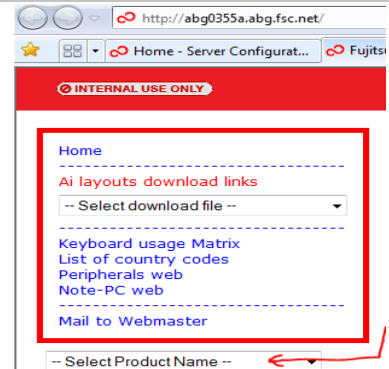 http://abg0355a.abg.fsc.net/
Home - Server Configurat...
Fujits
INTERNAL USE ONLY
Home
Ai layouts download links
-- Select download file --
Keyboard usage Matrix
List of country codes
Peripherals web
Note-PC web
Mail to Webmaster
-- Select Product Name --